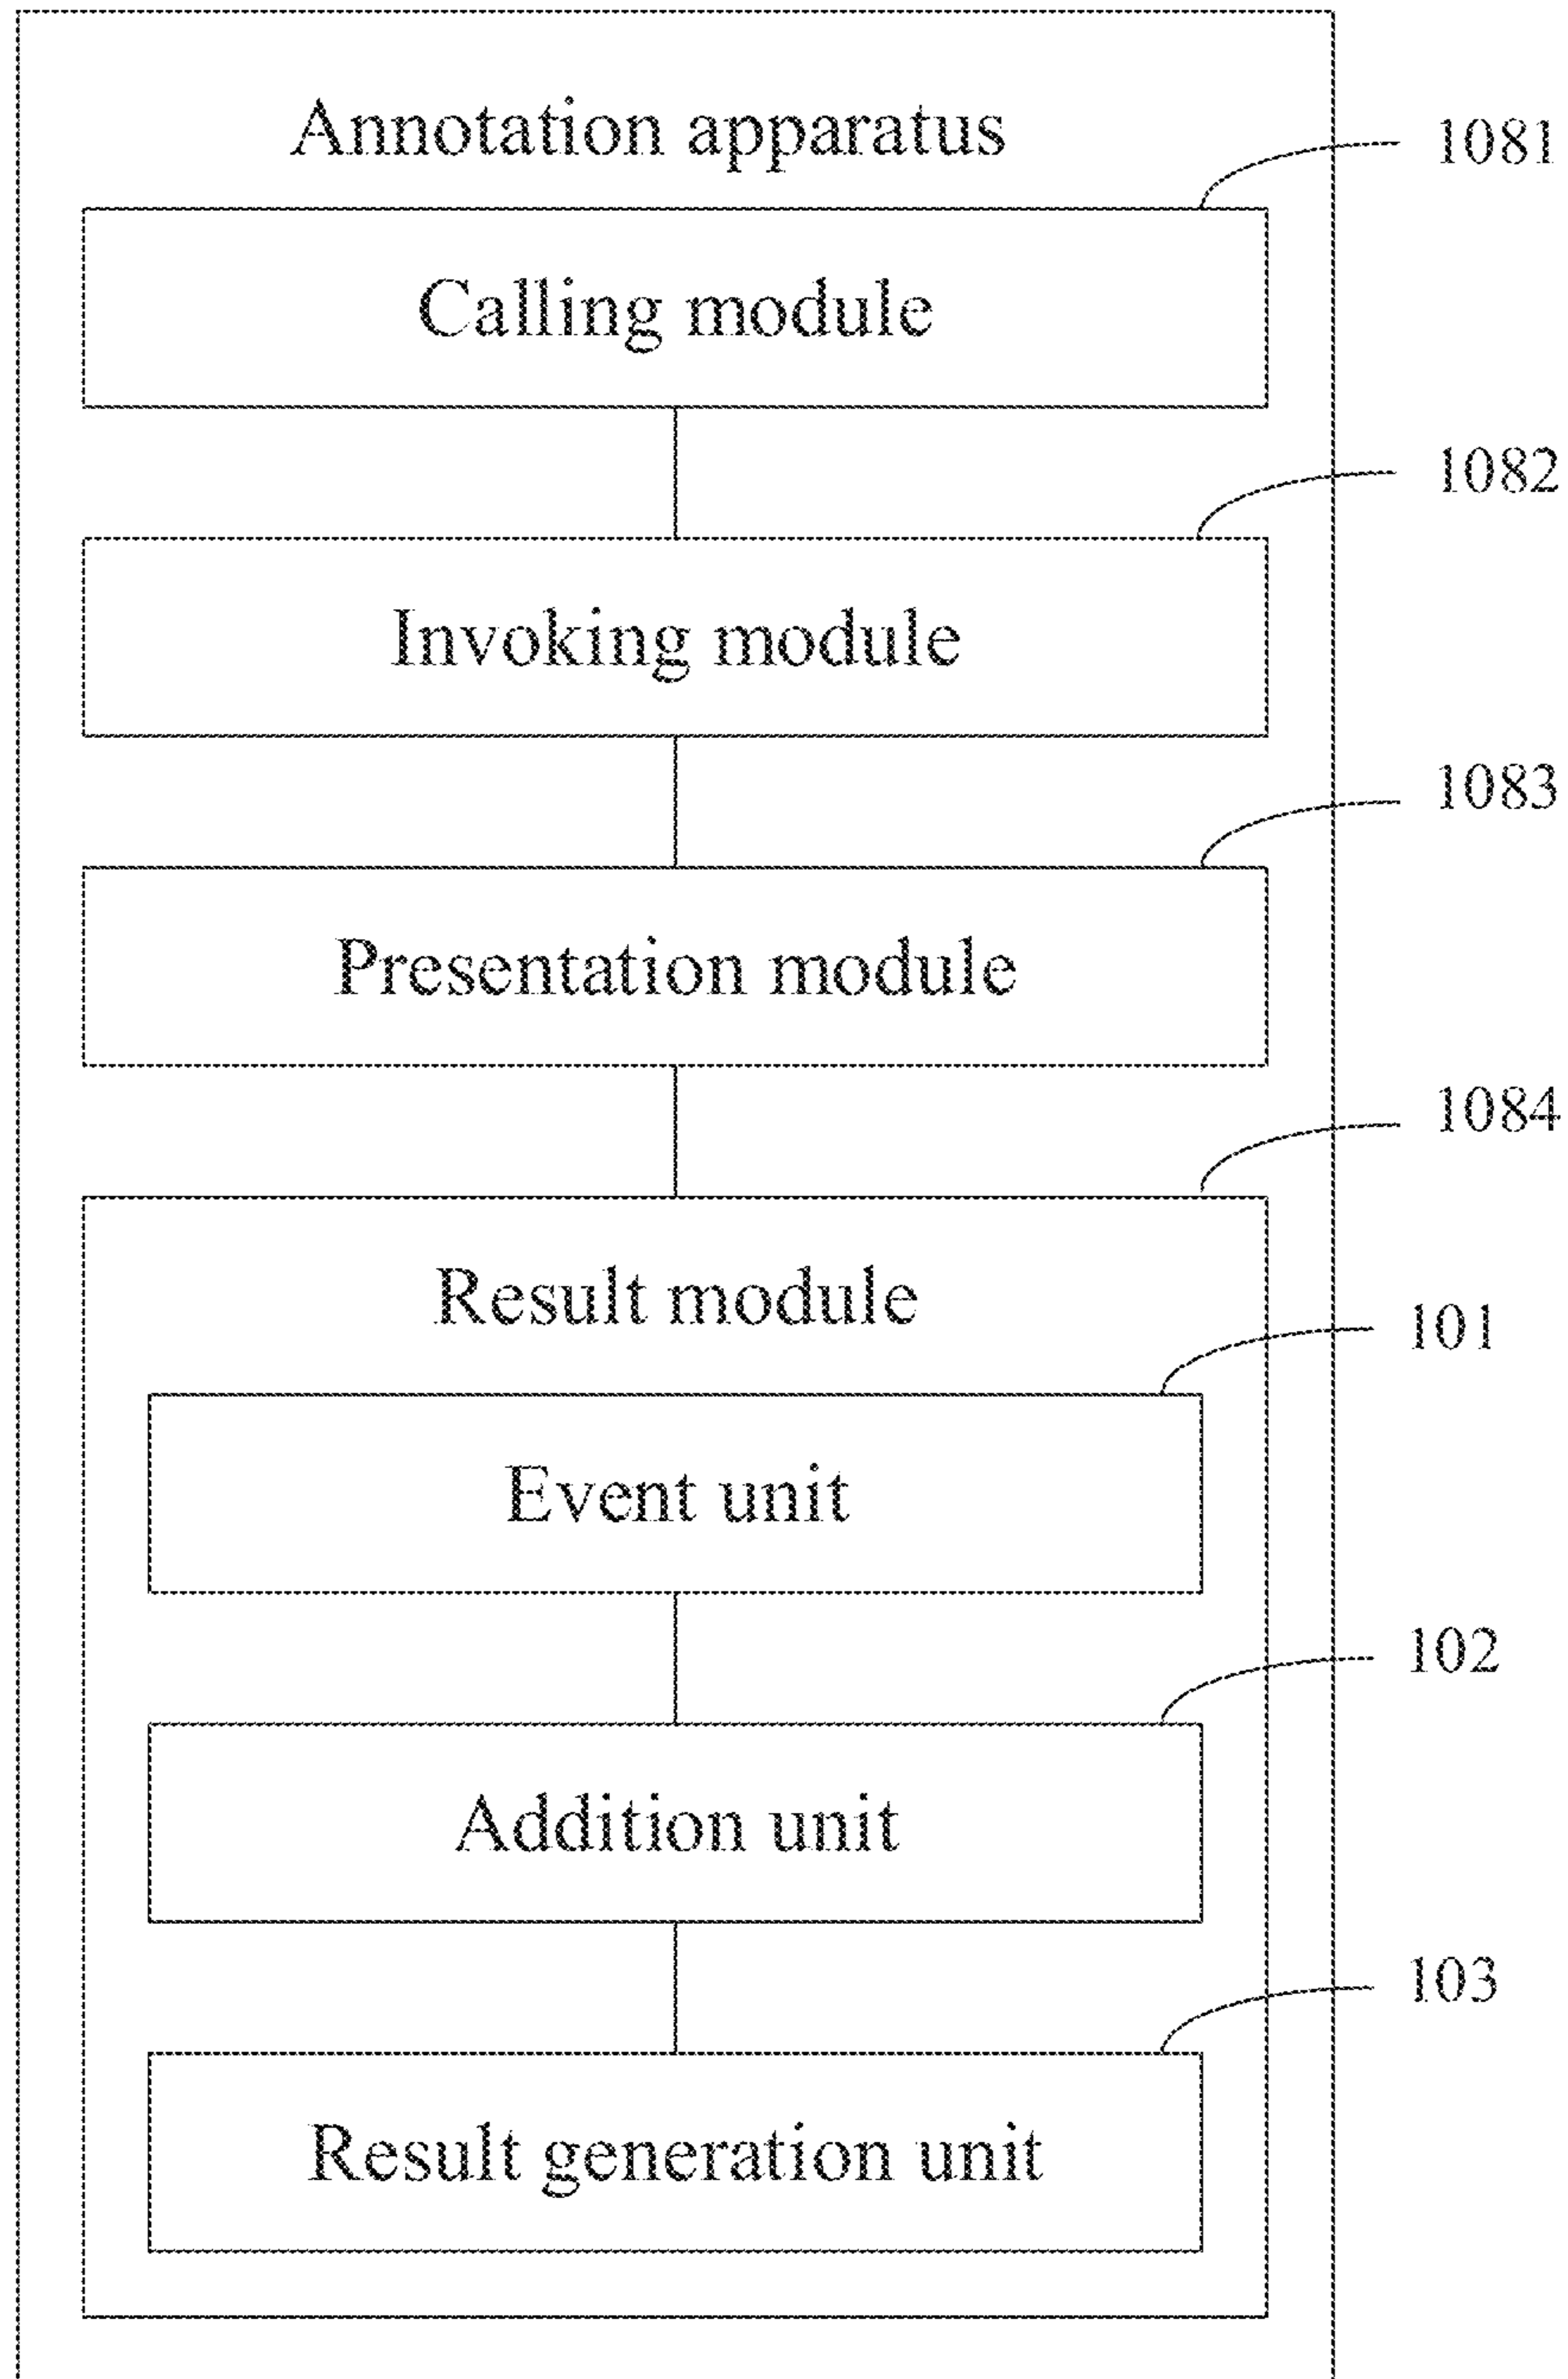 Annotation apparatus
1081
Calling module
1082
Invoking module
1083
Presentation module
1084
Result module
101
Event unit
102
Addition unit
103
Result generation unit